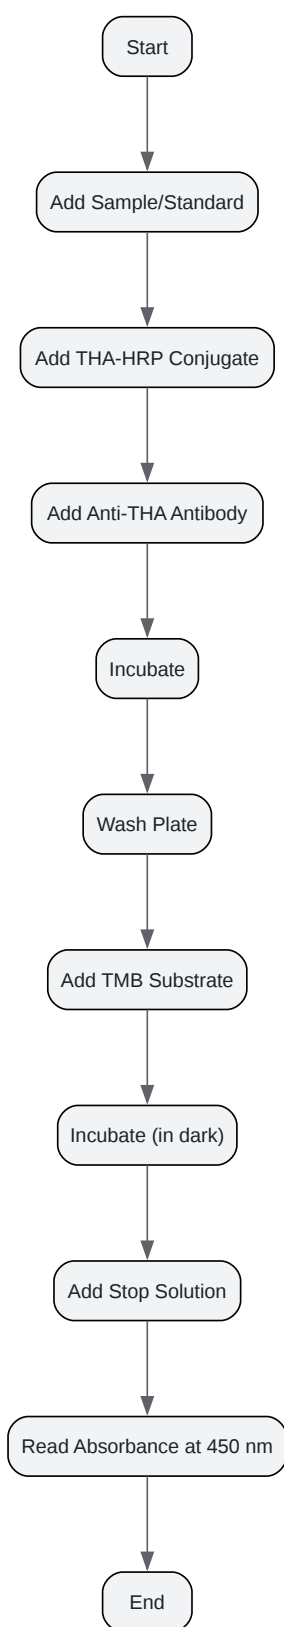 Start
Add Sample/Standard
Add THA-HRP Conjugate
Add Anti-THA Antibody
Incubate
Wash Plate
Add TMB Substrate
Incubate (in dark)
Add Stop Solution
Read Absorbance at 450 nm
End